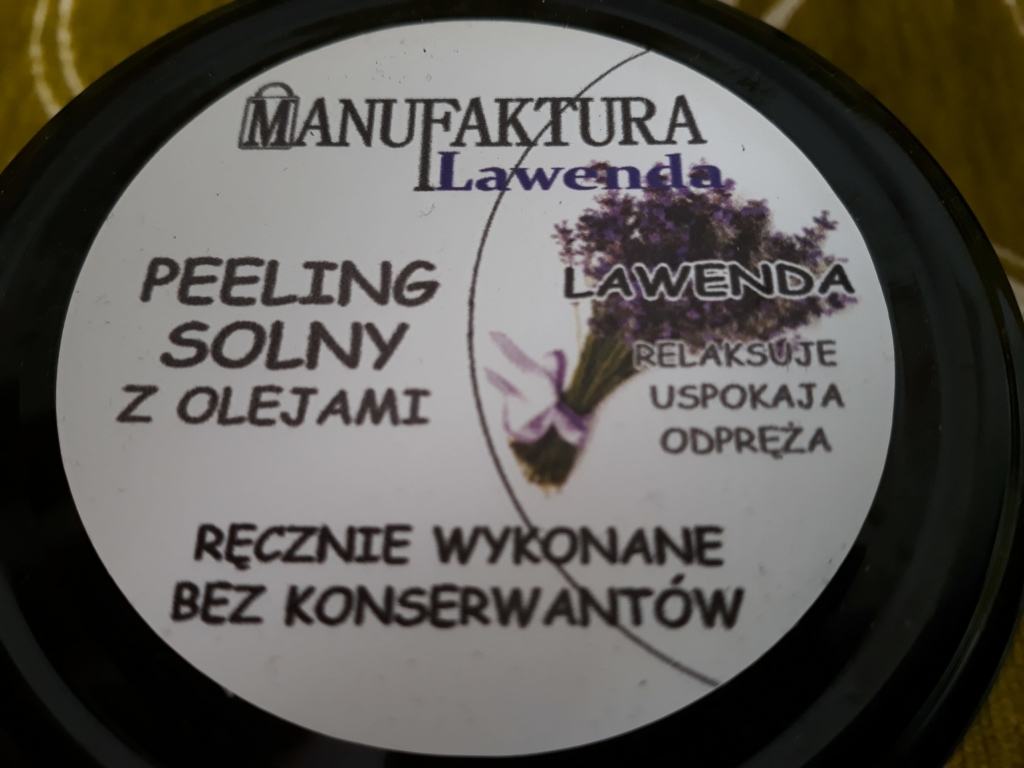 MANUFAKTURA
Lawenda
PEELING
SOLNY
Z OLEJAMI
LAWENDA
RELAKSUJE
USPOKAJA
ODPRĘŻA
RĘCZNIE WYKONANE
BEZ KONSERWANTÓW